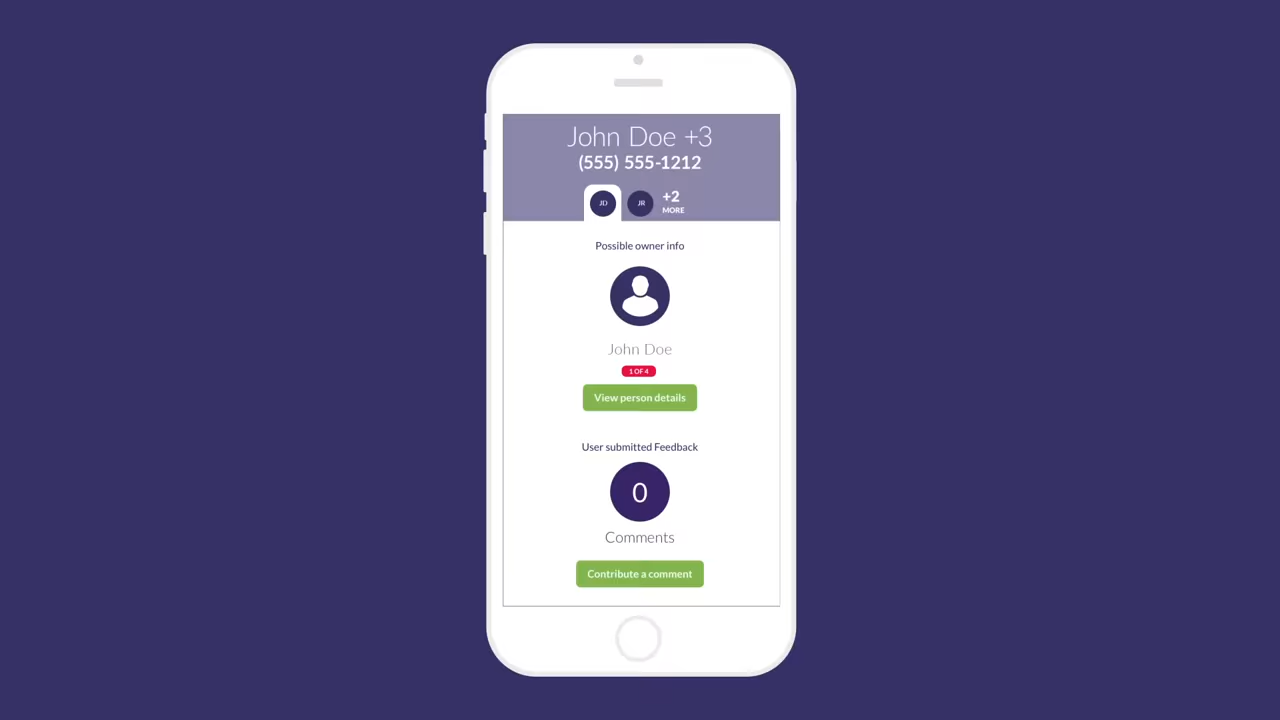 John Doe +3
(555) 555-1212
JD JR +2
MORE
Possible owner info
John Doe
1 OF 4
View person details
User submitted Feedback
0
Comments
Contribute a comment